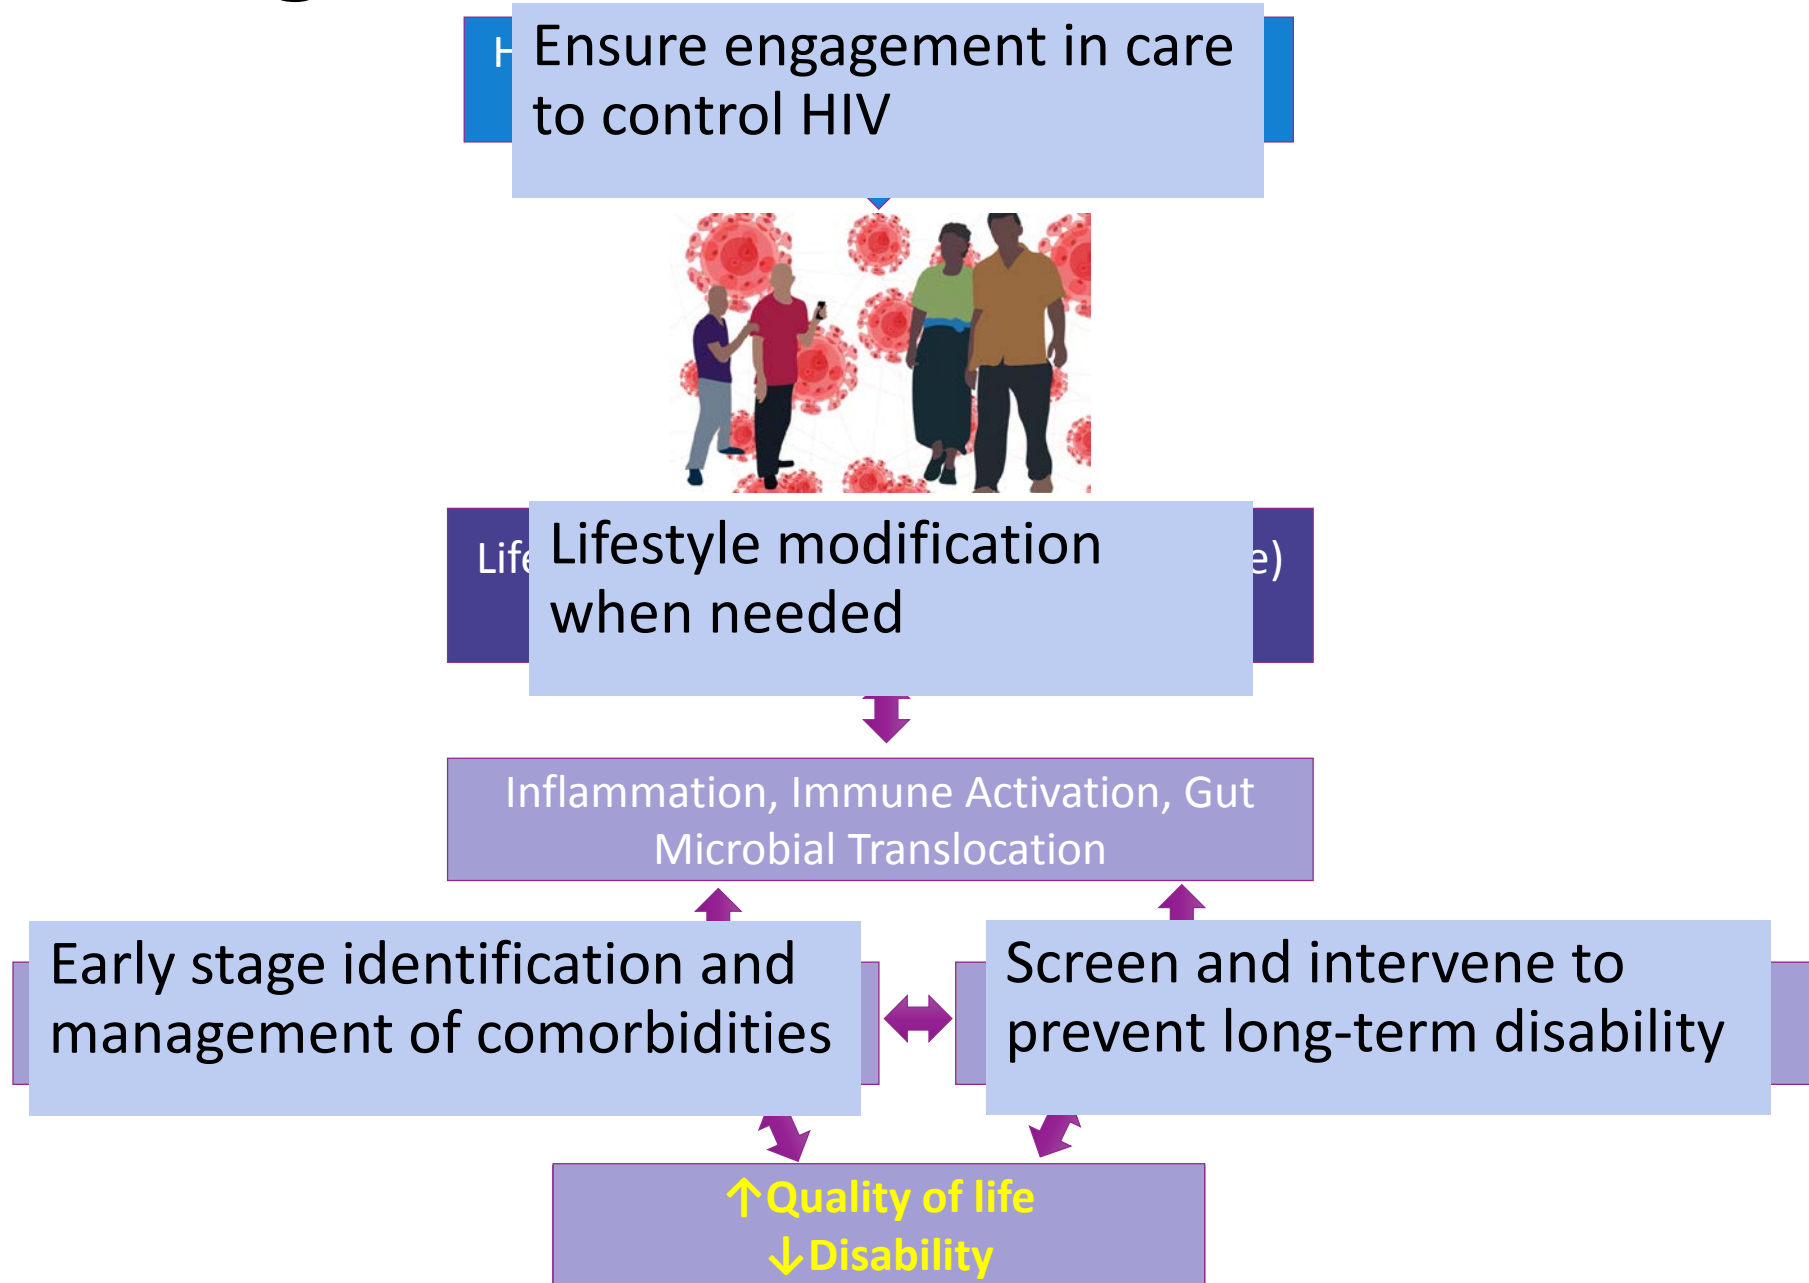 Ensure engagement in care
to control HIV
Lifestyle modification
when needed
Inflammation, Immune Activation, Gut
Microbial Translocation
Early stage identification and
management of comorbidities
Screen and intervene to
prevent long-term disability
↑Quality of life
↓Disability